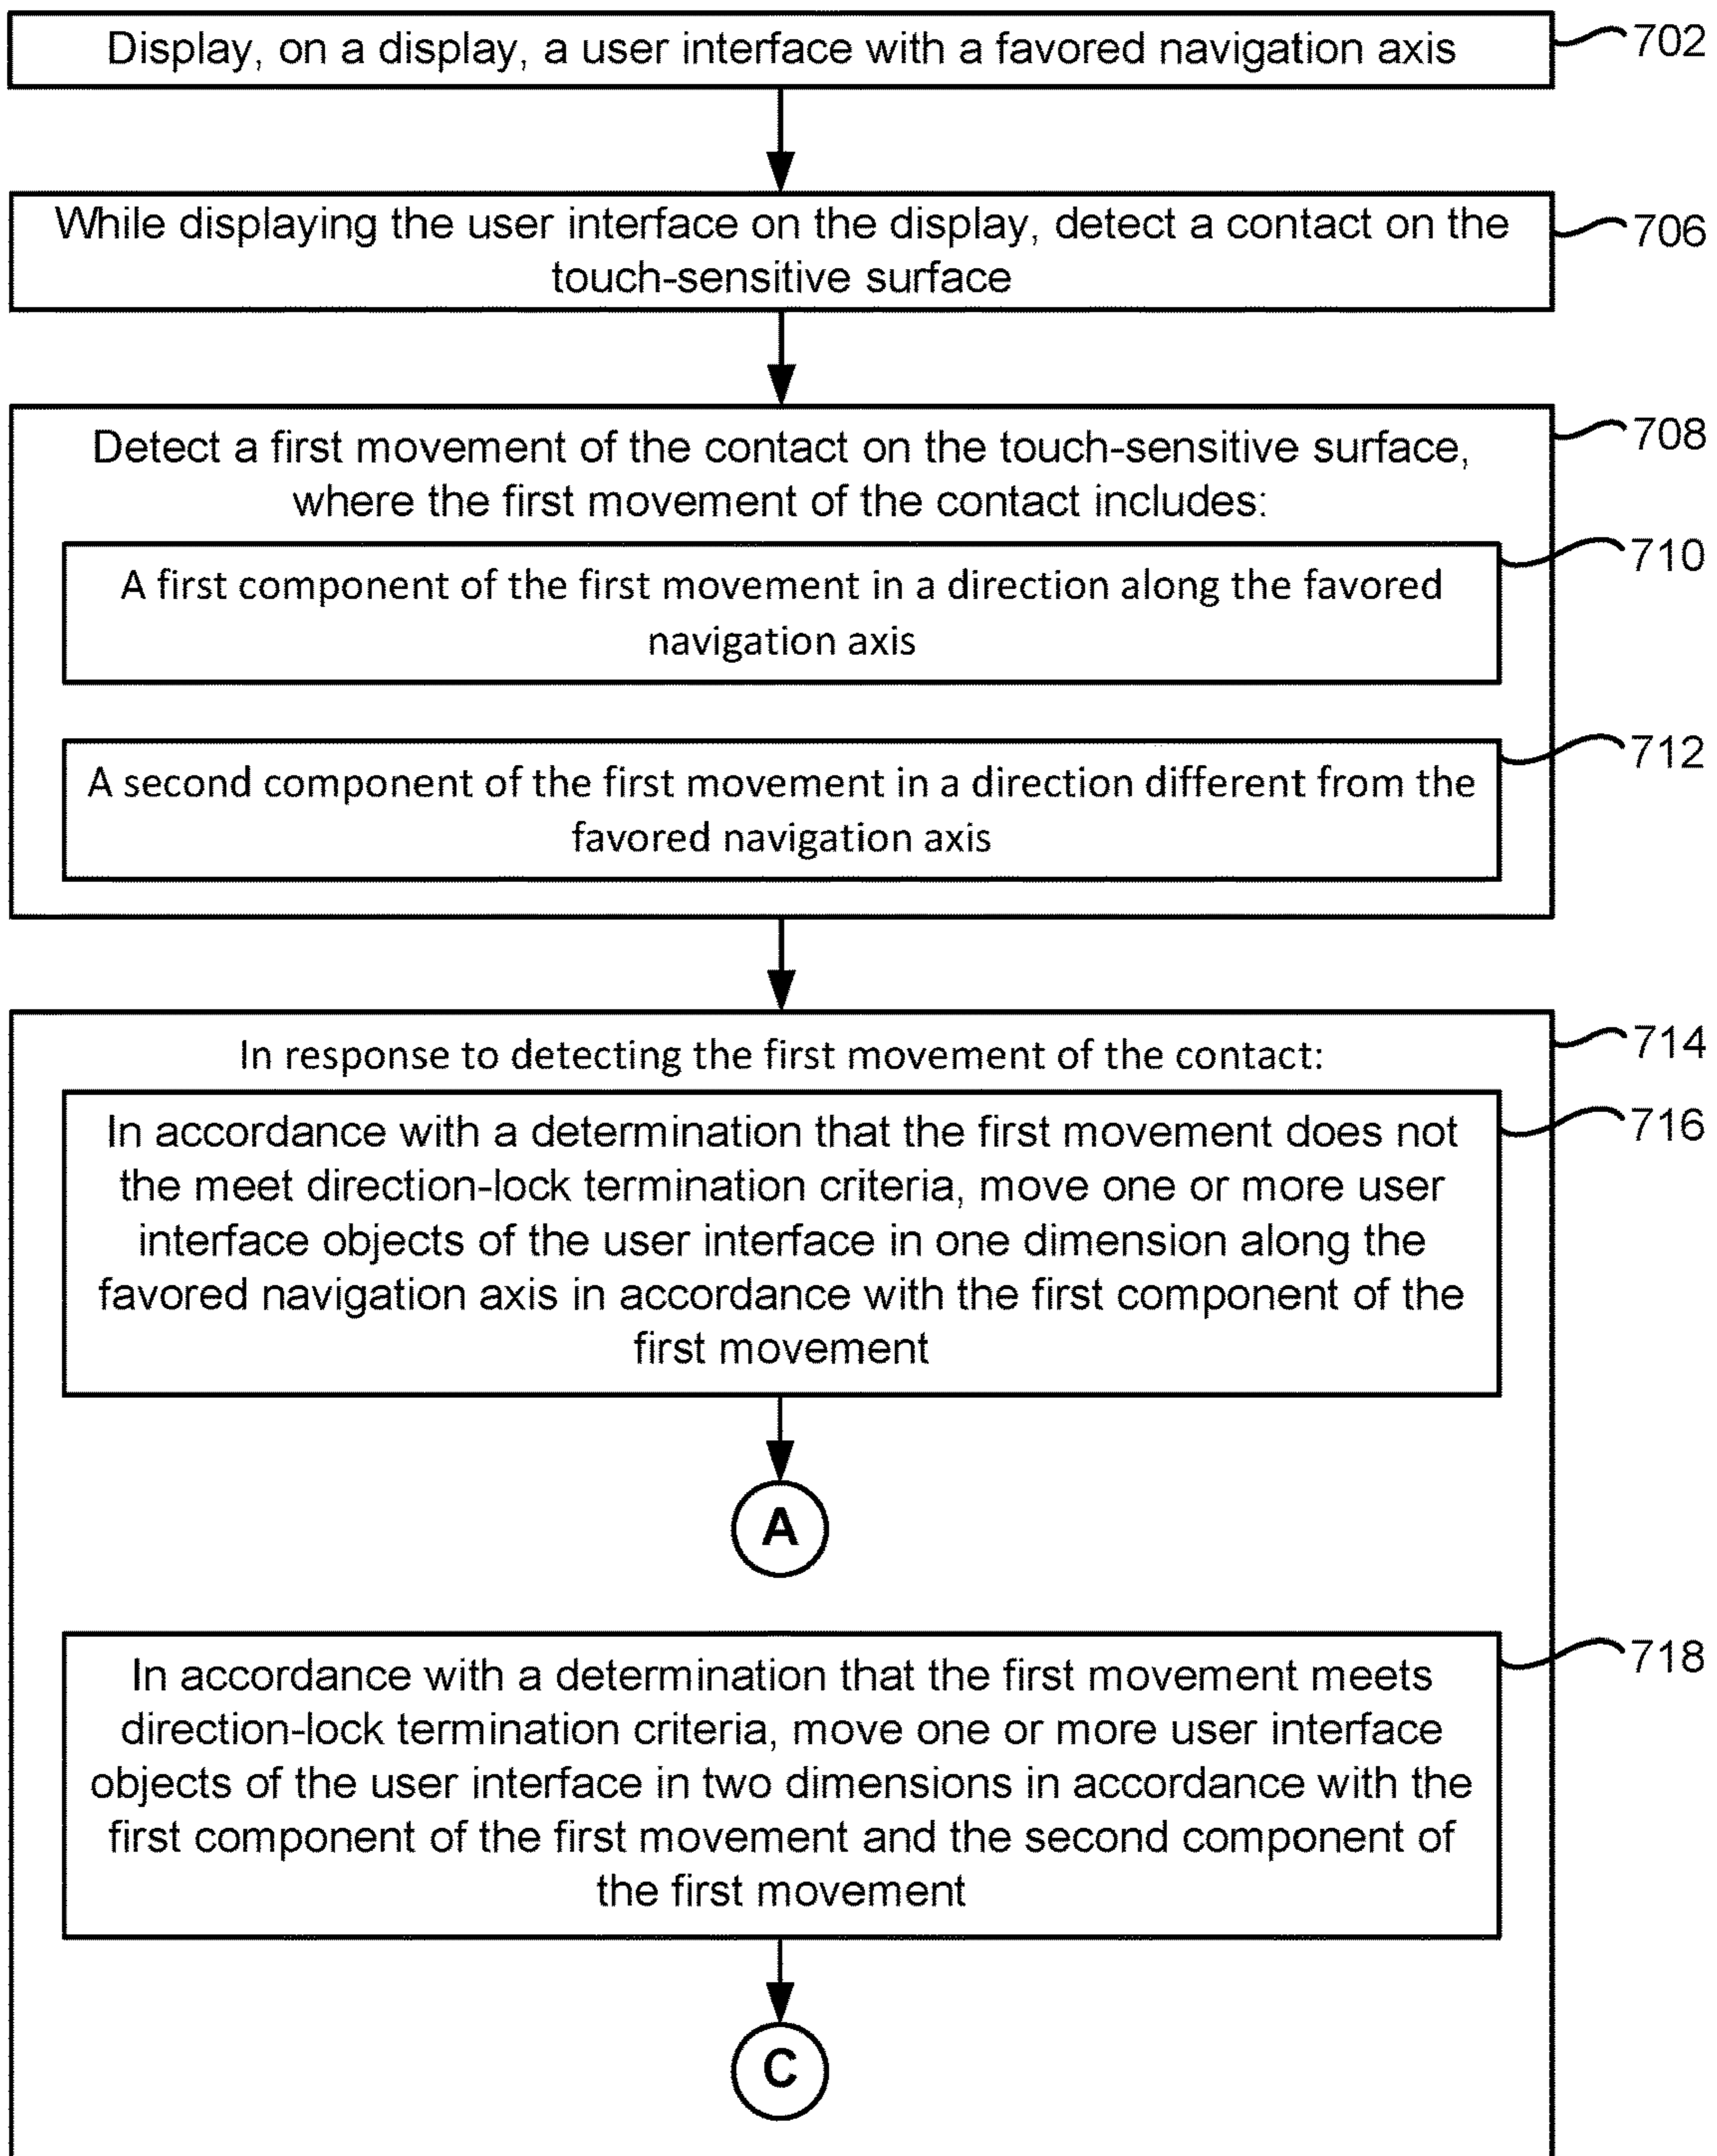 Display, on a display, a user interface with a favored navigation axis
702
While displaying the user interface on the display, detect a contact on the
touch-sensitive surface
706
Detect a first movement of the contact on the touch-sensitive surface,
where the first movement of the contact includes:
708
A first component of the first movement in a direction along the favored
navigation axis
710
A second component of the first movement in a direction different from the
favored navigation axis
712
In response to detecting the first movement of the contact:
714
In accordance with a determination that the first movement does not
the meet direction-lock termination criteria, move one or more user
interface objects of the user interface in one dimension along the
favored navigation axis in accordance with the first component of the
first movement
716
A
In accordance with a determination that the first movement meets
direction-lock termination criteria, move one or more user interface
objects of the user interface in two dimensions in accordance with the
first component of the first movement and the second component of
the first movement
718
C